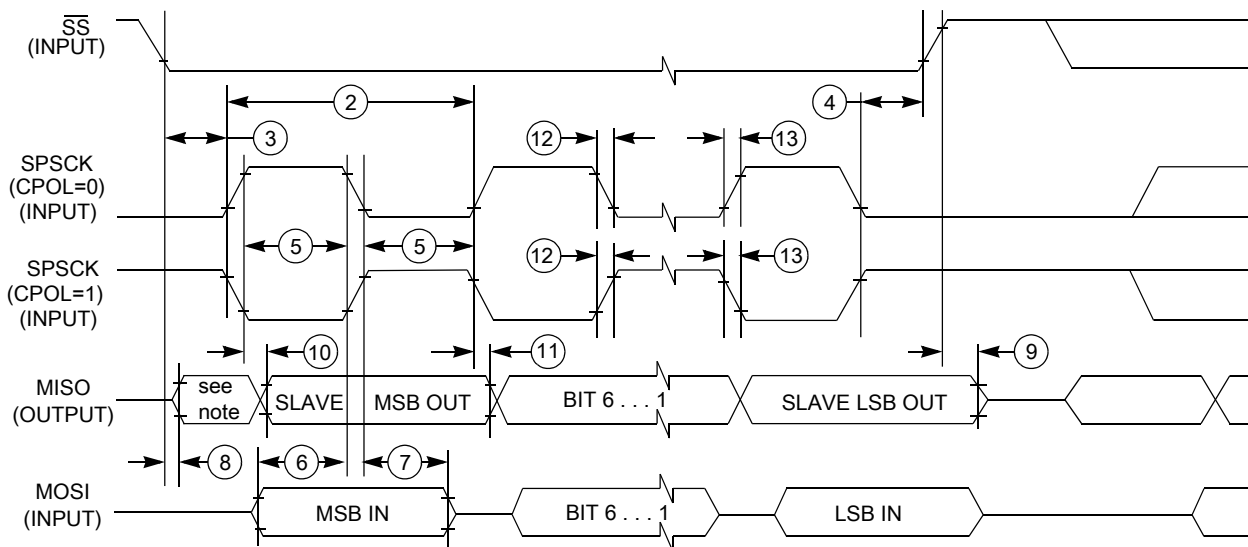 SS
(INPUT)
2
4
3
12
13
SPSCK
(CPOL=0)
(INPUT)
5
5
SPSCK
(CPOL=1)
(INPUT)
12
13
10
11
9
MISO
(OUTPUT)
see
note
SLAVE
MSB OUT
BIT 6 . . . 1
SLAVE LSB OUT
8
6
7
MOSI
(INPUT)
MSB IN
BIT 6 . . . 1
LSB IN